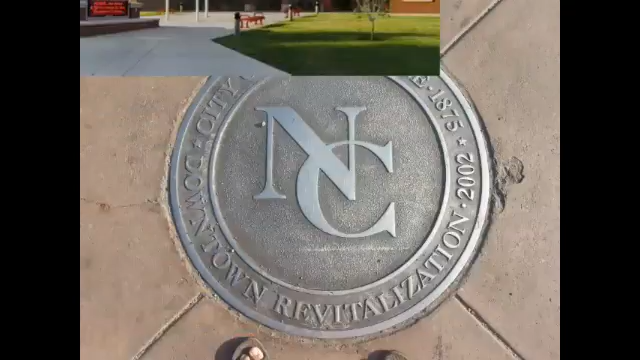 CITY
E · 1875 ★
NC
★ DOWNTOWN REVITALIZATION · 2002